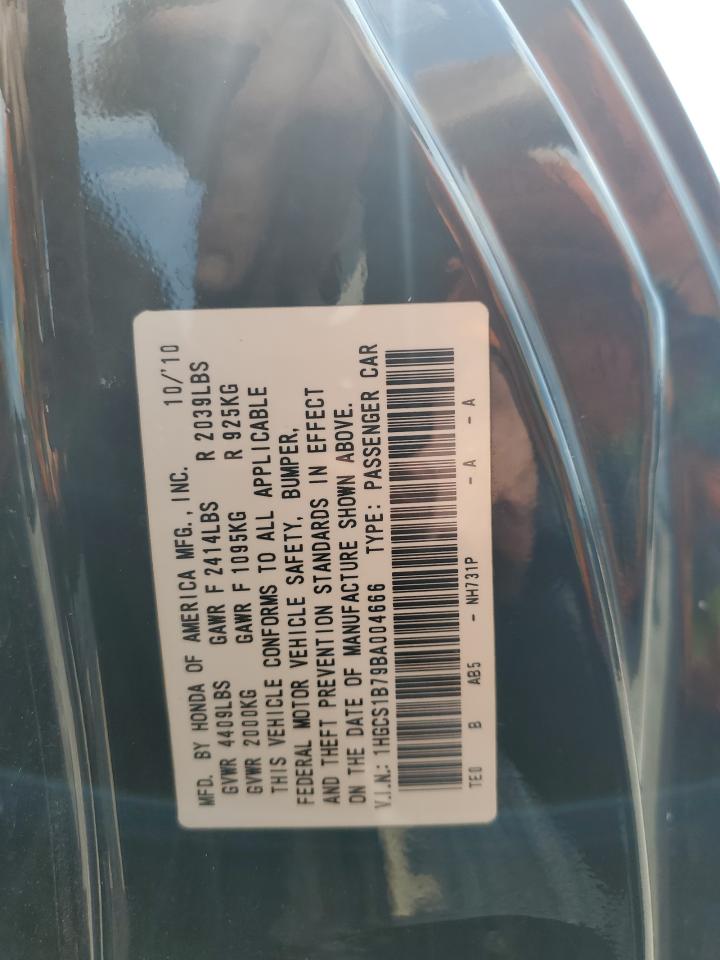 MFD. BY HONDA OF AMERICA MFG., INC. 10/'10
GVWR 4409LBS GAWR F 2414LBS R 2039LBS
GVWR 2000KG GAWR F 1095KG R 925KG
THIS VEHICLE CONFORMS TO ALL APPLICABLE
FEDERAL MOTOR VEHICLE SAFETY, BUMPER,
AND THEFT PREVENTION STANDARDS IN EFFECT
ON THE DATE OF MANUFACTURE SHOWN ABOVE.
V.I.N.: 1HGCS1B79BA004666 TYPE: PASSENGER CAR
TE0 B AB5 - NH731P - A - A